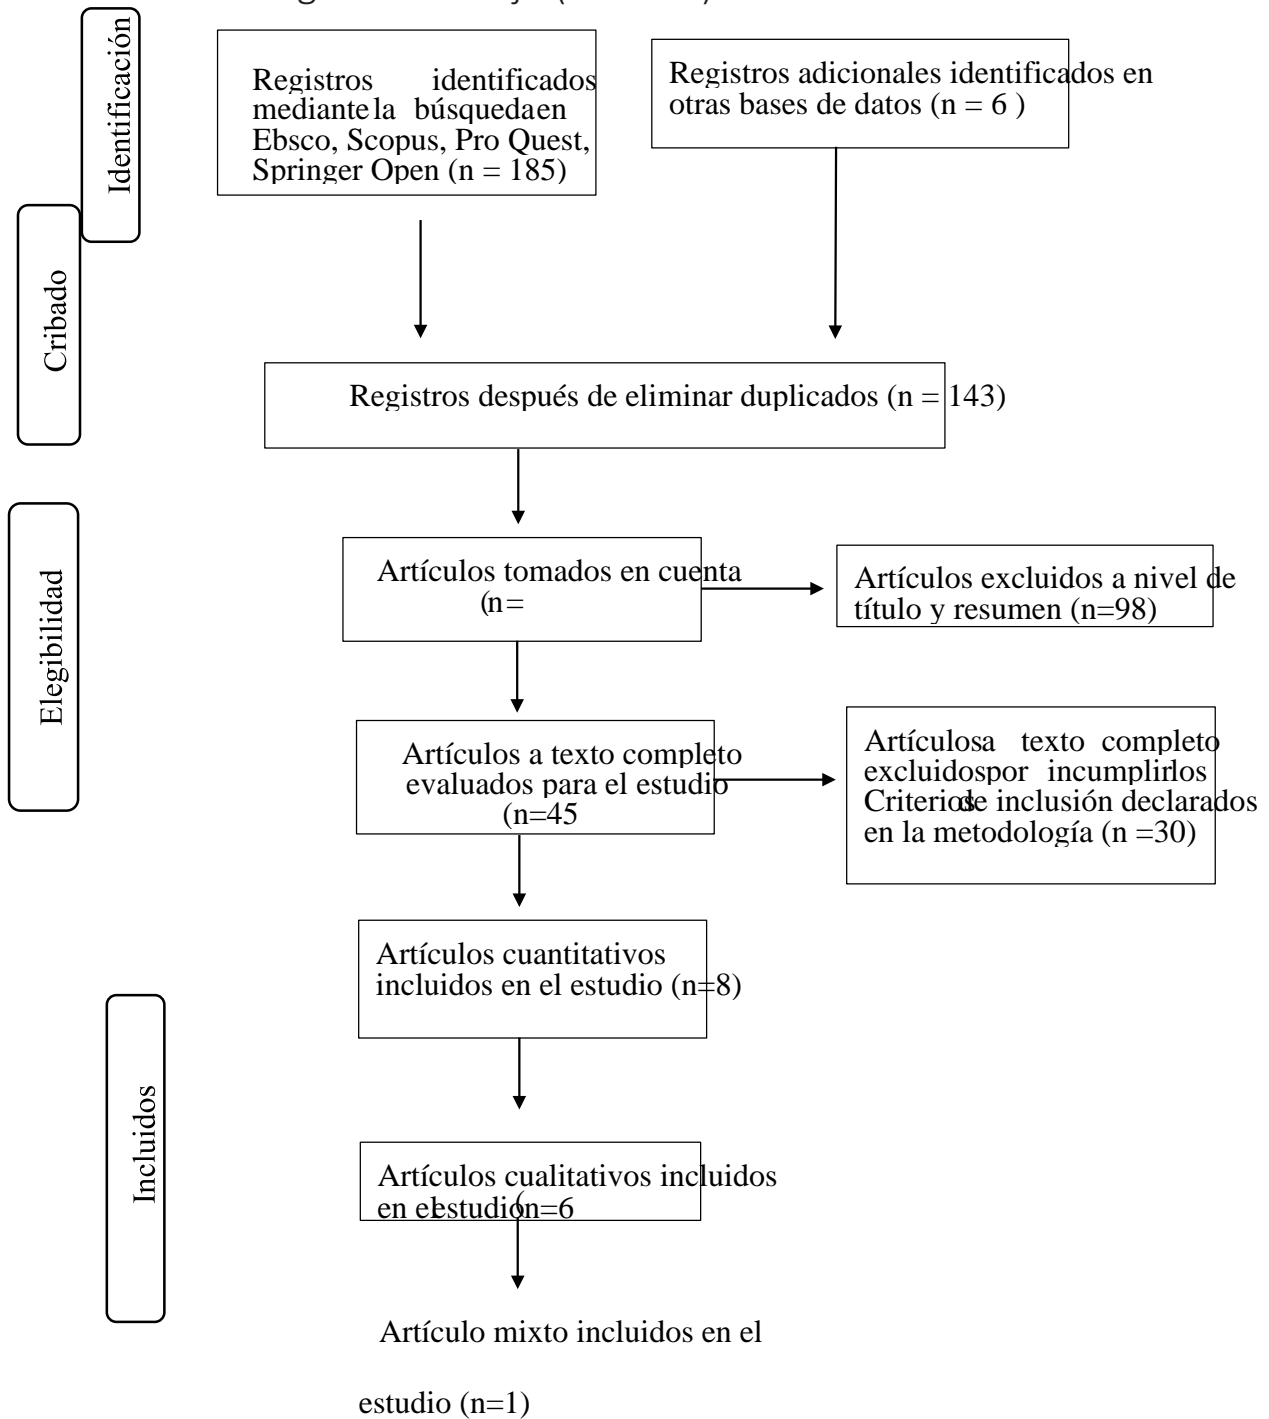 Identificación
Registros identificados
mediante la búsqueda en
Ebsco, Scopus, Pro Quest,
Springer Open (n = 185)
Registros adicionales identificados en
otras bases de datos (n = 6 )
Cribado
Registros después de eliminar duplicados (n = 143)
Elegibilidad
Artículos tomados en cuenta
(n=
Artículos excluidos a nivel de
título y resumen (n=98)
Artículos a texto completo
evaluados para el estudio
(n=45
Artículos a texto completo
excluidos por incumplir los
Criterios de inclusión declarados
en la metodología (n =30)
Artículos cuantitativos
incluidos en el estudio (n=8)
Incluidos
Artículos cualitativos incluidos
en el estudio (n=6
Artículo mixto incluidos en el
estudio (n=1)